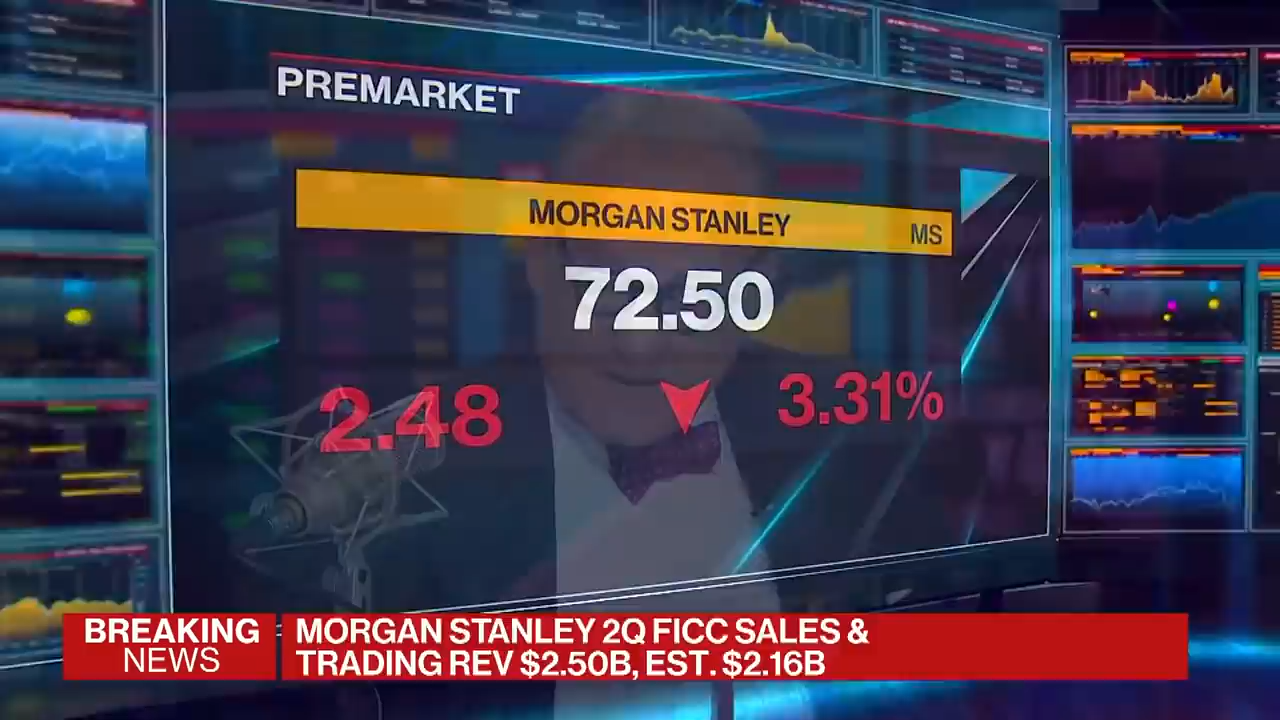 PREMARKET
MORGAN STANLEY MS
72.50
2.48 3.31%
BREAKING
NEWS
MORGAN STANLEY 2Q FICC SALES &
TRADING REV $2.50B, EST. $2.16B